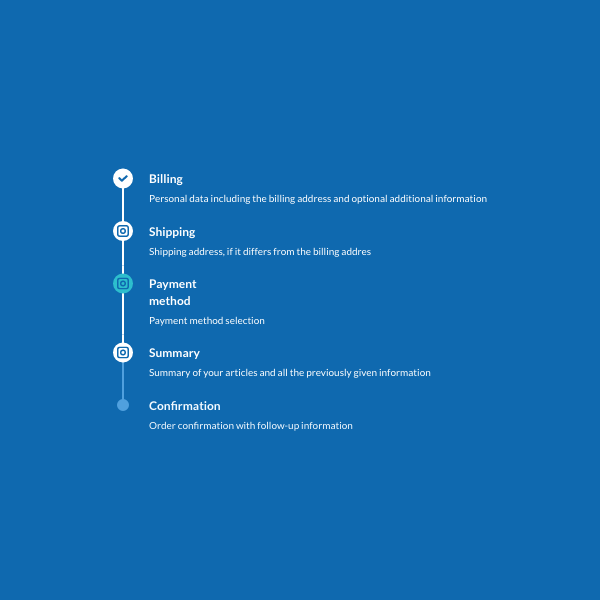 Billing
Personal data including the billing address and optional additional information
Shipping
Shipping address, if it differs from the billing addres
Payment
method
Payment method selection
Summary
Summary of your articles and all the previously given information
Confirmation
Order confirmation with follow-up information